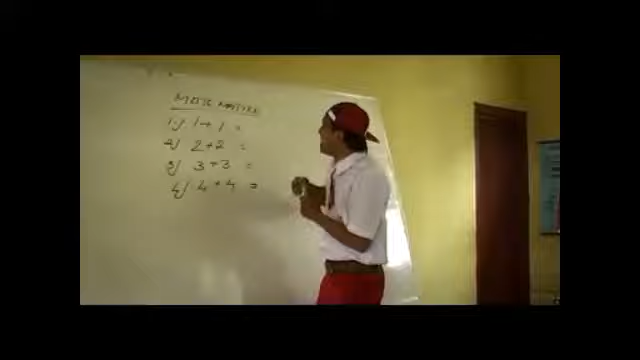 1) 1 + 1 =
2) 2 + 2 =
3) 3 + 3 =
4) 4 + 4 =